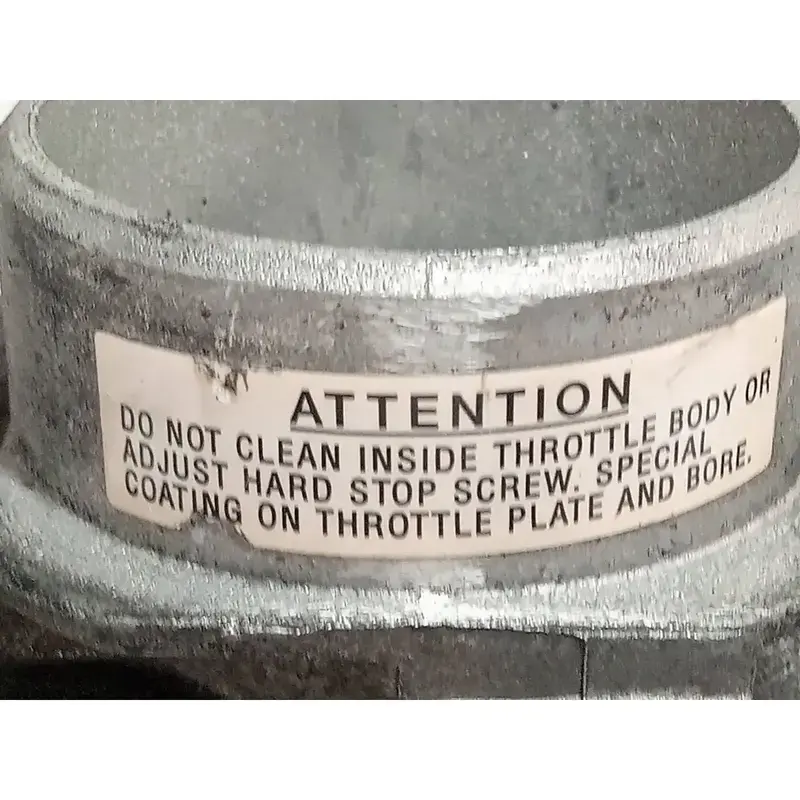 ATTENTION
DO NOT CLEAN INSIDE THROTTLE BODY OR
ADJUST HARD STOP SCREW. SPECIAL
COATING ON THROTTLE PLATE AND BORE.